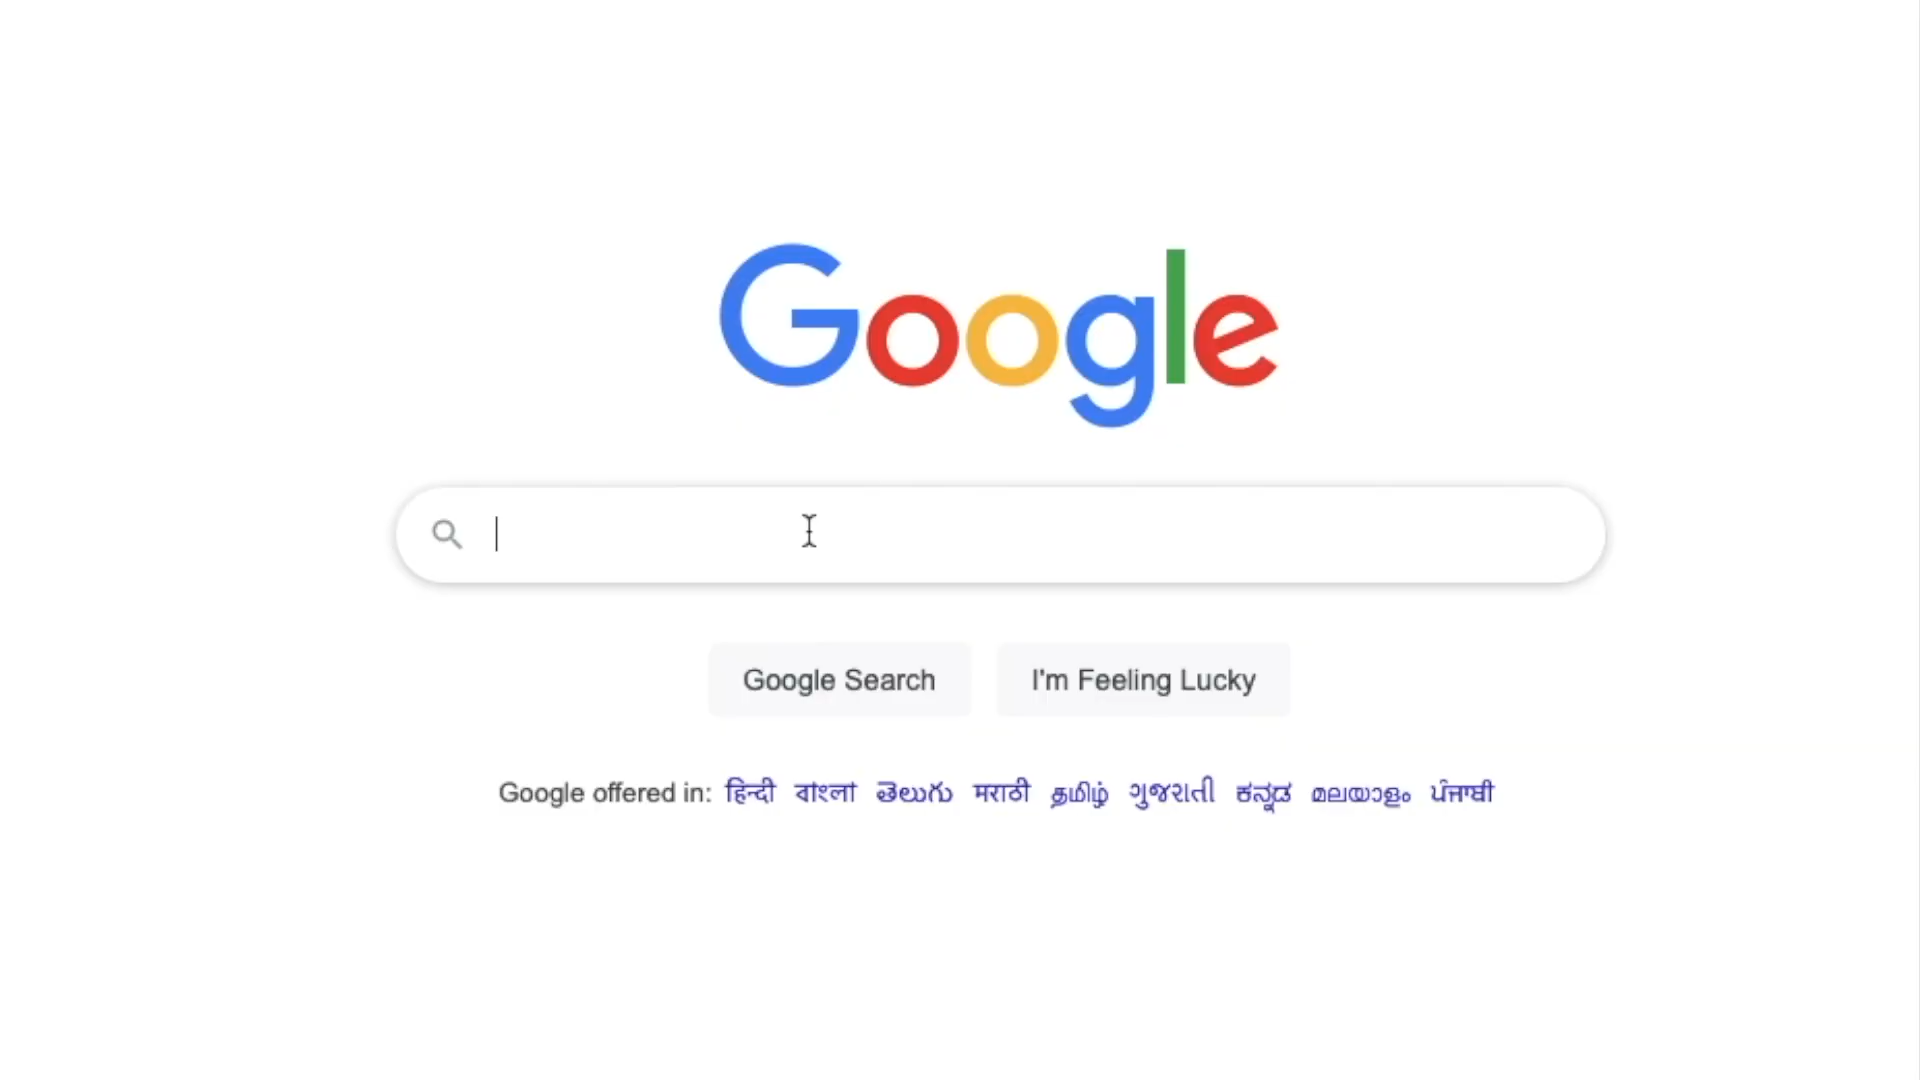 Google
Google Search
I'm Feeling Lucky
Google offered in: हिन्दी বাংলা తెలుగు मराठी தமிழ் ગુજરાતી ಕನ್ನಡ മലയാളം ਪੰਜਾਬੀ